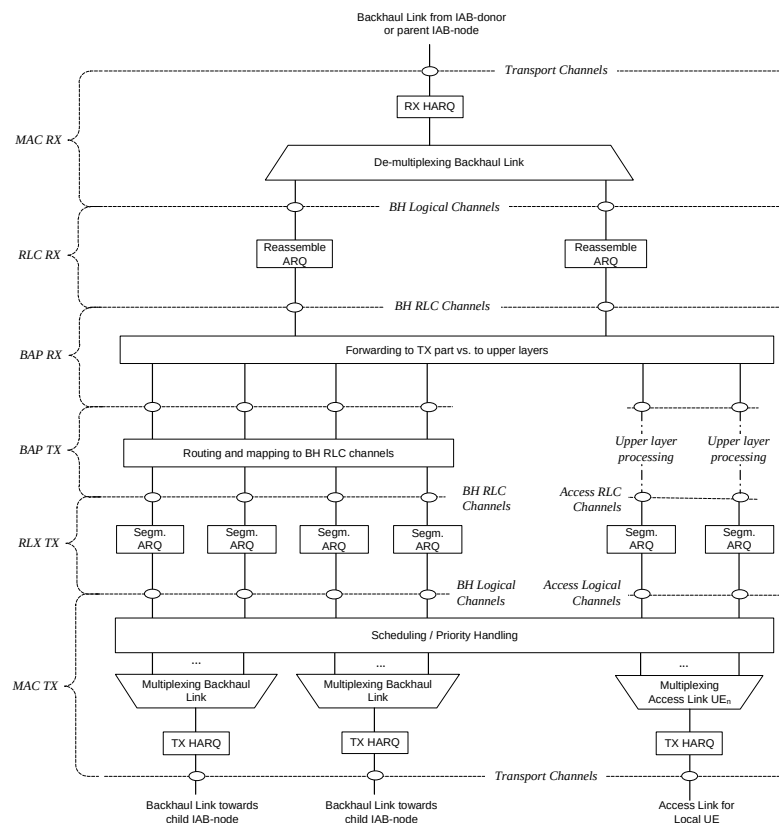 Backhaul Link from IAB-donor
or parent IAB-node
Transport Channels
RX HARQ
MAC RX
De-multiplexing Backhaul Link
BH Logical Channels
RLC RX
Reassemble
ARQ
Reassemble
ARQ
BH RLC Channels
BAP RX
Forwarding to TX part vs. to upper layers
BAP TX
Routing and mapping to BH RLC channels
Upper layer
processing
Upper layer
processing
BH RLC
Channels
Access RLC
Channels
RLX TX
Segm.
ARQ
Segm.
ARQ
Segm.
ARQ
Segm.
ARQ
Segm.
ARQ
Segm.
ARQ
BH Logical
Channels
Access Logical
Channels
Scheduling / Priority Handling
...
...
...
MAC TX
Multiplexing Backhaul
Link
Multiplexing Backhaul
Link
Multiplexing
Access Link UEn
TX HARQ
TX HARQ
TX HARQ
Transport Channels
Backhaul Link towards
child IAB-node
Backhaul Link towards
child IAB-node
Access Link for
Local UE